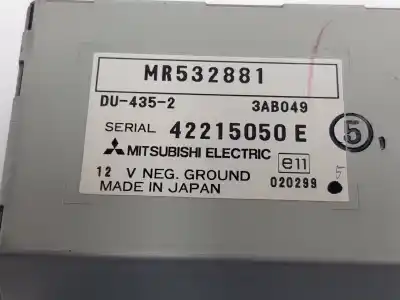 MR532881
DU-435-2 3AB049
SERIAL 42215050 E
5
MITSUBISHI ELECTRIC e11
12 V NEG. GROUND 020299
MADE IN JAPAN